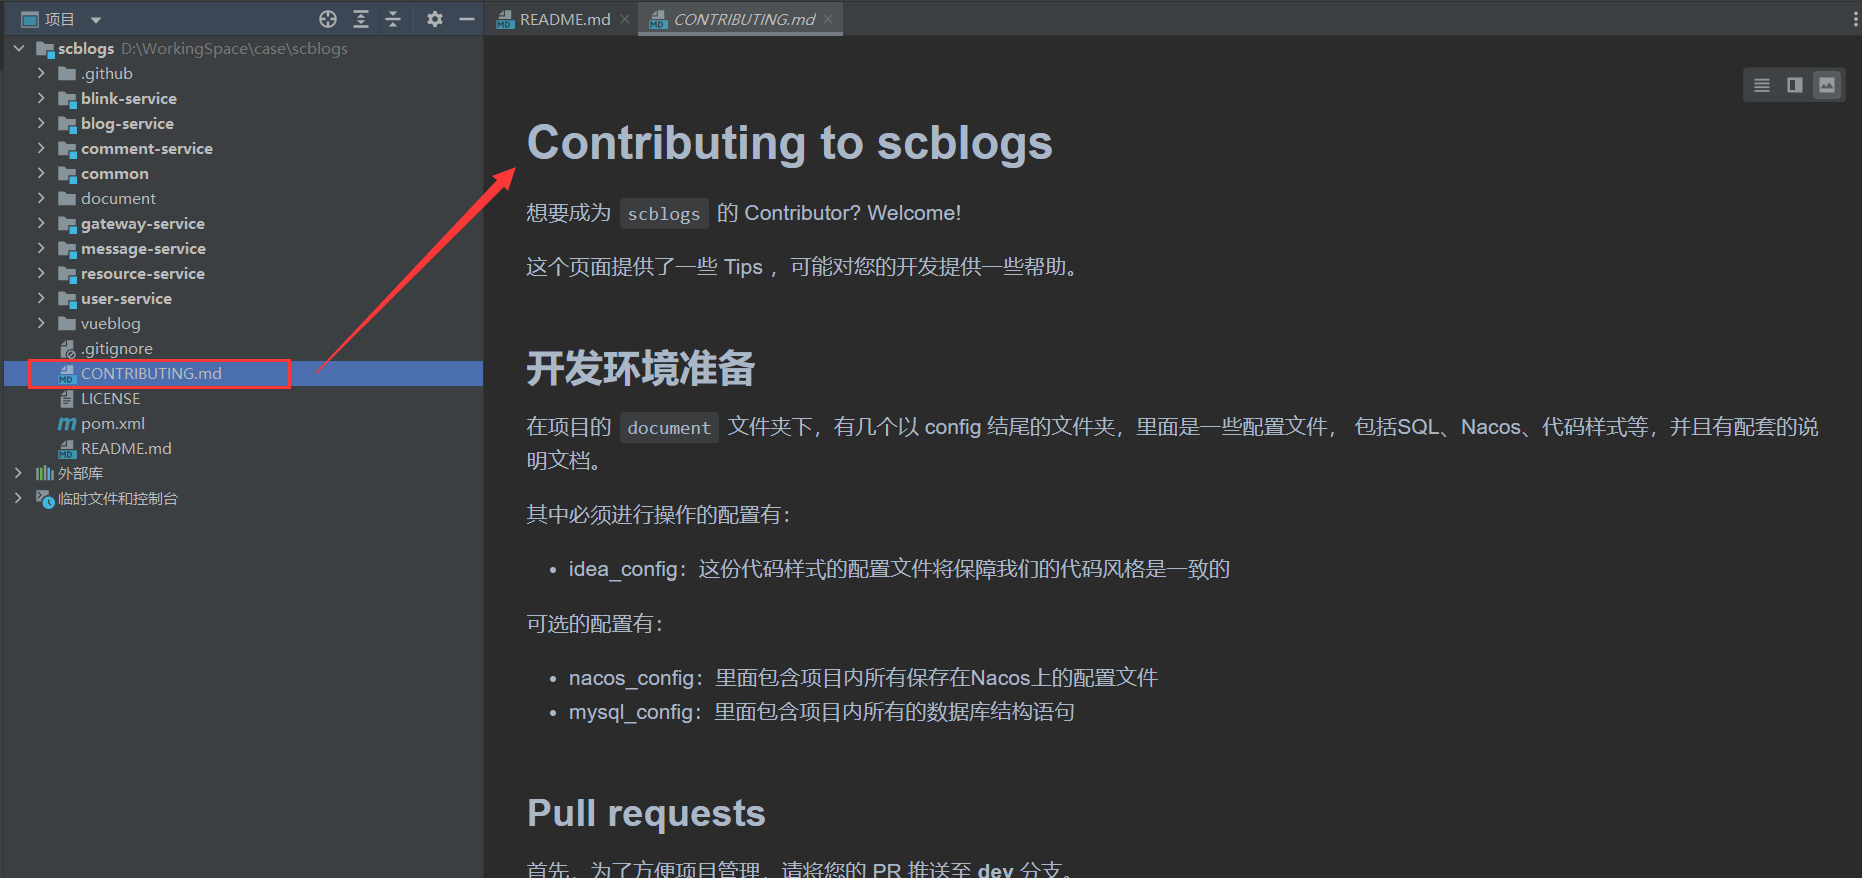 项目
scblogs D:\WorkingSpace\case\scblogs
.github
blink-service
blog-service
comment-service
common
document
gateway-service
message-service
resource-service
user-service
vueblog
.gitignore
CONTRIBUTING.md
LICENSE
pom.xml
README.md
外部库
临时文件和控制台
README.md
CONTRIBUTING.md
Contributing to scblogs
想要成为 scblogs 的 Contributor? Welcome!
这个页面提供了一些 Tips ，可能对您的开发提供一些帮助。
开发环境准备
在项目的 document 文件夹下，有几个以 config 结尾的文件夹，里面是一些配置文件， 包括SQL、Nacos、代码样式等，并且有配套的说
明文档。
其中必须进行操作的配置有：
• idea_config：这份代码样式的配置文件将保障我们的代码风格是一致的
可选的配置有：
• nacos_config：里面包含项目内所有保存在Nacos上的配置文件
• mysql_config：里面包含项目内所有的数据库结构语句
Pull requests
首先，为了方便项目管理，请将您的 PR 推送至 dev 分支。